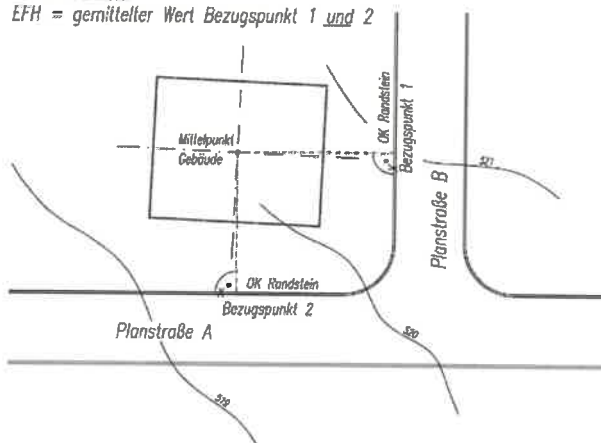 EFH = gemittelter Wert Bezugspunkt 1 und 2
OK Randstein
Bezugspunkt 1
Mittelpunkt
Gebäude
521
Planstraße B
OK Randstein
Bezugspunkt 2
Planstraße A
520
519